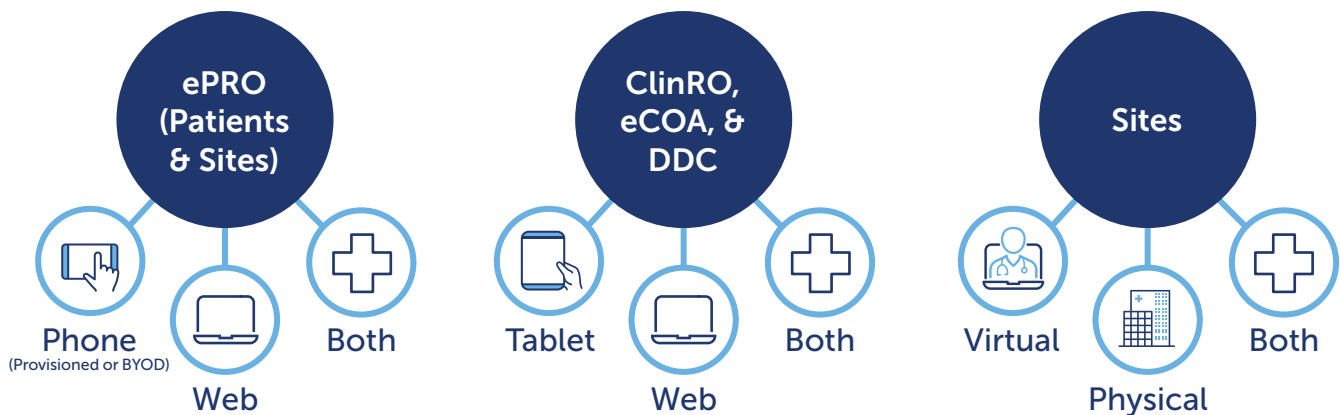 ePRO
(Patients
& Sites)
Phone
(Provisioned or BYOD)
Web
Both
ClinRO,
eCOA, &
DDC
Tablet
Web
Both
Sites
Virtual
Physical
Both